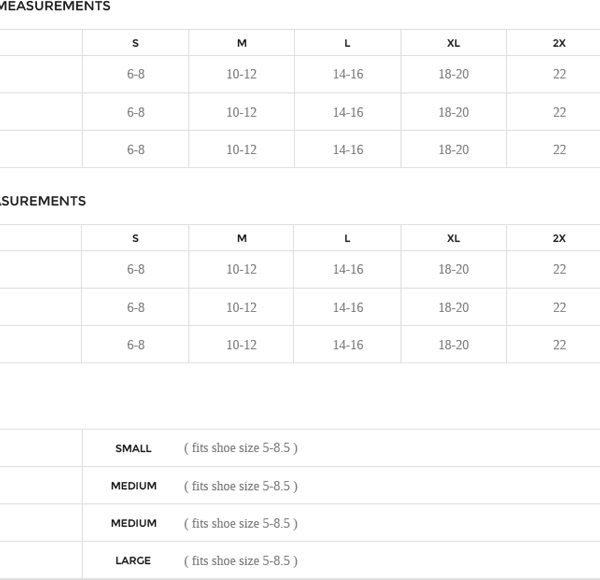 MEASUREMENTS
S M L XL 2X
6-8 10-12 14-16 18-20 22
6-8 10-12 14-16 18-20 22
6-8 10-12 14-16 18-20 22
ASUREMENTS
S M L XL 2X
6-8 10-12 14-16 18-20 22
6-8 10-12 14-16 18-20 22
6-8 10-12 14-16 18-20 22
SMALL ( fits shoe size 5-8.5 )
MEDIUM ( fits shoe size 5-8.5 )
MEDIUM ( fits shoe size 5-8.5 )
LARGE ( fits shoe size 5-8.5 )